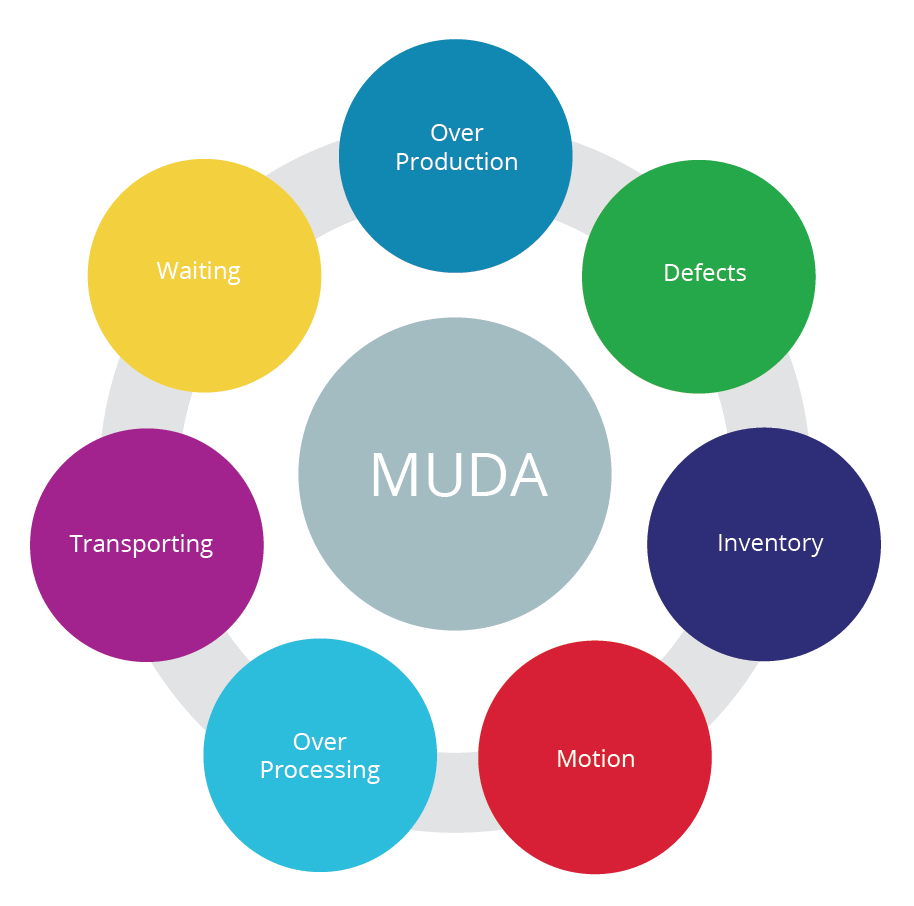 Over
Production
Waiting
Defects
MUDA
Transporting
Inventory
Over
Processing
Motion